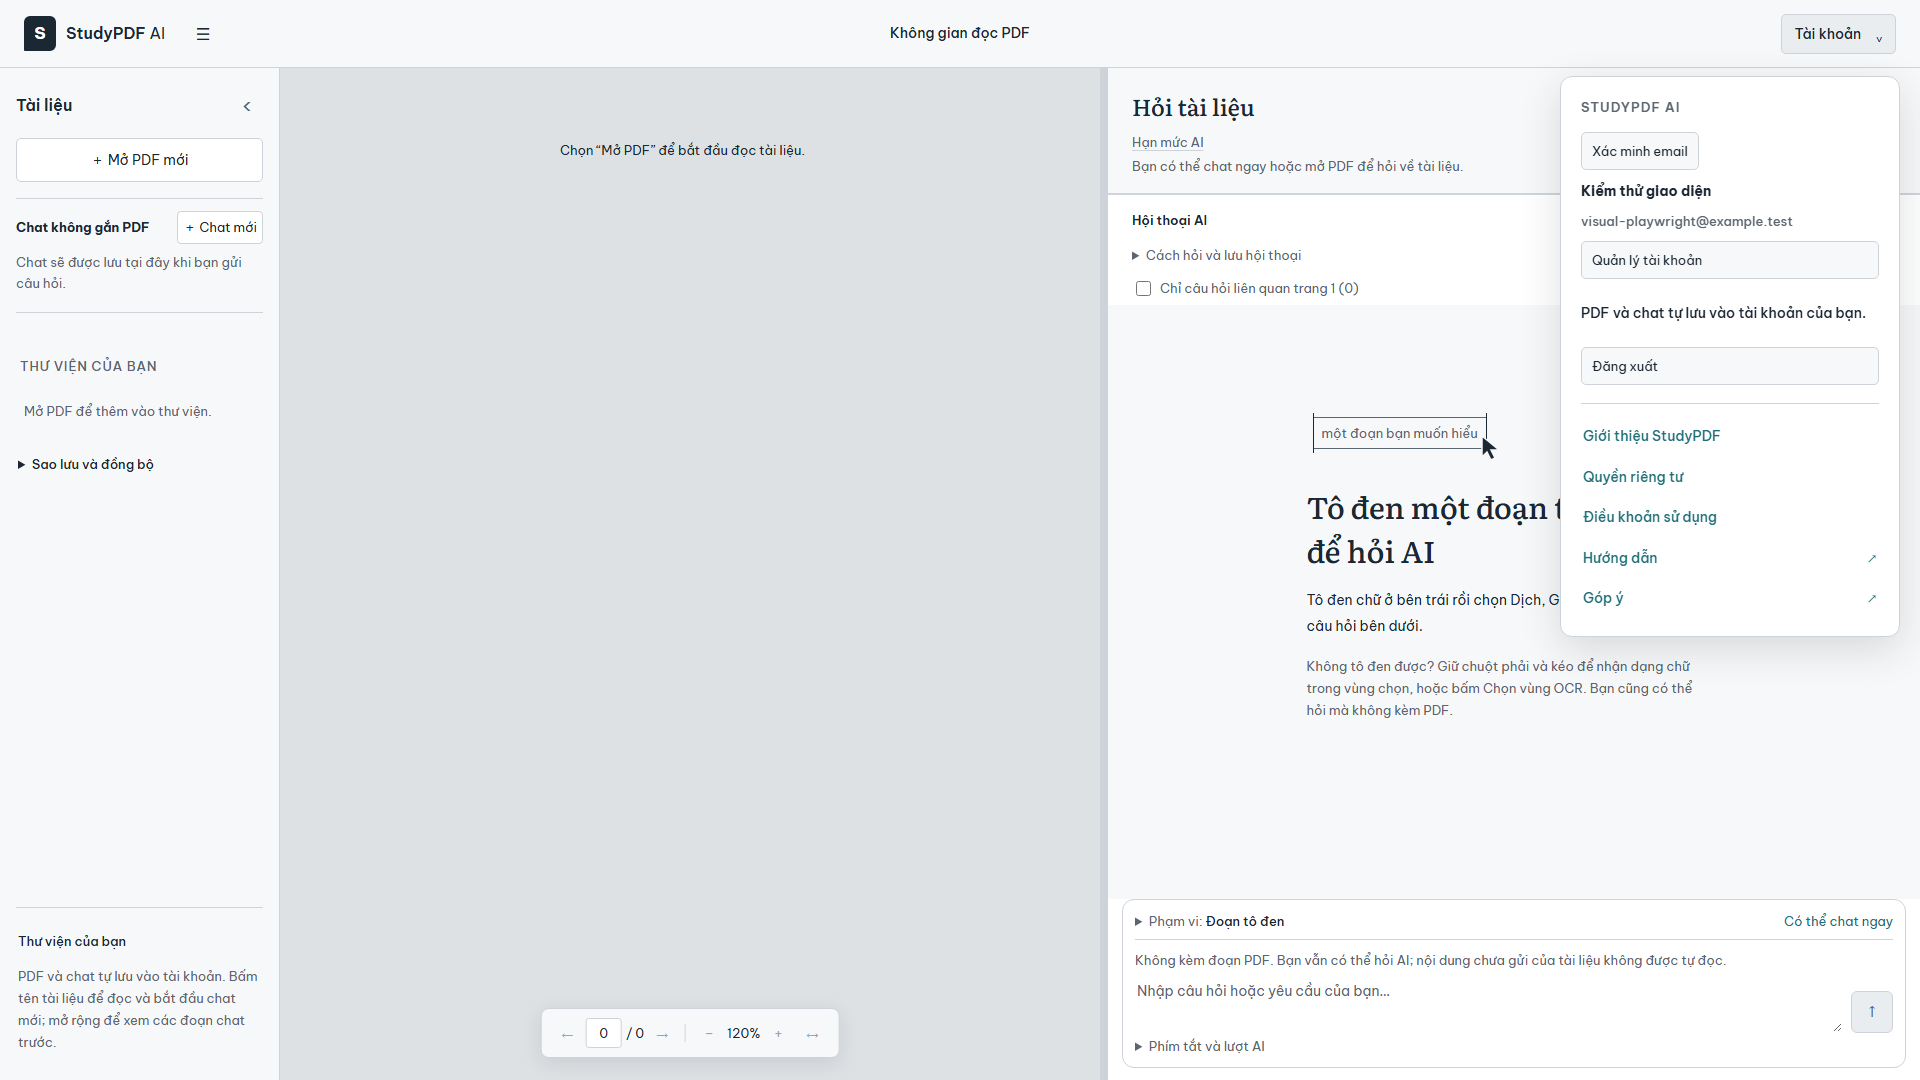 S StudyPDF AI ☰
Không gian đọc PDF
Tài khoản v
Tài liệu <
+ Mở PDF mới
Chat không gắn PDF
+ Chat mới
Chat sẽ được lưu tại đây khi bạn gửi
câu hỏi.
THƯ VIỆN CỦA BẠN
Mở PDF để thêm vào thư viện.
▶ Sao lưu và đồng bộ
Thư viện của bạn
PDF và chat tự lưu vào tài khoản. Bấm
tên tài liệu để đọc và bắt đầu chat
mới; mở rộng để xem các đoạn chat
trước.
Chọn “Mở PDF” để bắt đầu đọc tài liệu.
← 0 / 0 → − 120% + ↔
Hỏi tài liệu
Hạn mức AI
Bạn có thể chat ngay hoặc mở PDF để hỏi về tài liệu.
Hội thoại AI
▶ Cách hỏi và lưu hội thoại
Chỉ câu hỏi liên quan trang 1 (0)
một đoạn bạn muốn hiểu
Tô đen một đoạn
để hỏi AI
Tô đen chữ ở bên trái rồi chọn Dịch, G
câu hỏi bên dưới.
Không tô đen được? Giữ chuột phải và kéo để nhận dạng chữ
trong vùng chọn, hoặc bấm Chọn vùng OCR. Bạn cũng có thể
hỏi mà không kèm PDF.
▶ Phạm vi: Đoạn tô đen
Có thể chat ngay
Không kèm đoạn PDF. Bạn vẫn có thể hỏi AI; nội dung chưa gửi của tài liệu không được tự đọc.
Nhập câu hỏi hoặc yêu cầu của bạn...
↑
▶ Phím tắt và lượt AI
STUDYPDF AI
Xác minh email
Kiểm thử giao diện
visual-playwright@example.test
Quản lý tài khoản
PDF và chat tự lưu vào tài khoản của bạn.
Đăng xuất
Giới thiệu StudyPDF
Quyền riêng tư
Điều khoản sử dụng
Hướng dẫn ↗
Góp ý ↗